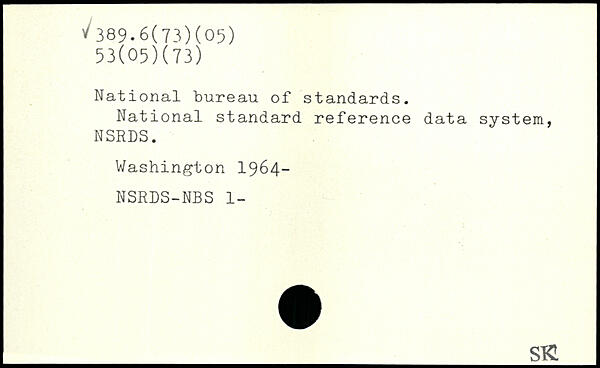 √389.6(73)(05)
53(05)(73)
National bureau of standards.
National standard reference data system,
NSRDS.
Washington 1964-
NSRDS-NBS 1-
SK